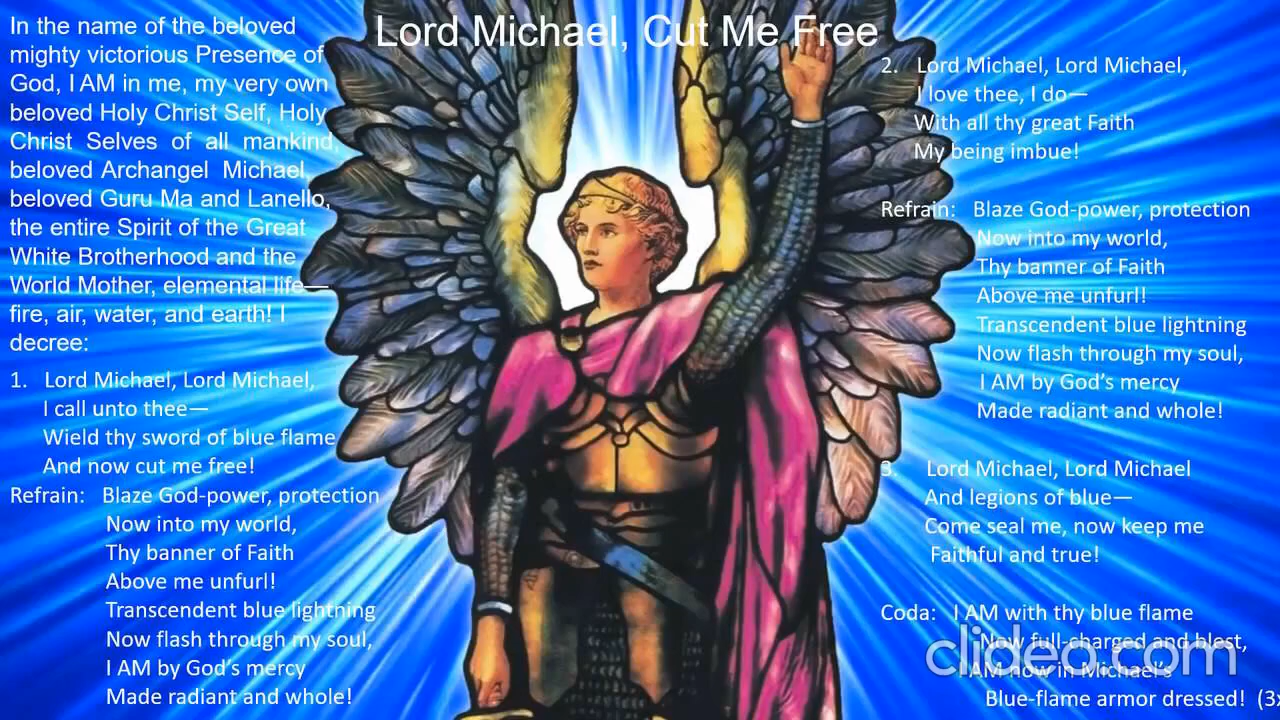 Lord Michael, Cut Me Free
In the name of the beloved
mighty victorious Presence of
God, I AM in me, my very own
beloved Holy Christ Self, Holy
Christ Selves of all mankind,
beloved Archangel Michael,
beloved Guru Ma and Lanello,
the entire Spirit of the Great
White Brotherhood and the
World Mother, elemental life—
fire, air, water, and earth! I
decree:
1. Lord Michael, Lord Michael,
I call unto thee—
Wield thy sword of blue flame
And now cut me free!
Refrain: Blaze God-power, protection
Now into my world,
Thy banner of Faith
Above me unfurl!
Transcendent blue lightning
Now flash through my soul,
I AM by God’s mercy
Made radiant and whole!
2. Lord Michael, Lord Michael,
I love thee, I do—
With all thy great Faith
My being imbue!
Refrain: Blaze God-power, protection
Now into my world,
Thy banner of Faith
Above me unfurl!
Transcendent blue lightning
Now flash through my soul,
I AM by God’s mercy
Made radiant and whole!
3. Lord Michael, Lord Michael
And legions of blue—
Come seal me, now keep me
Faithful and true!
Coda: I AM with thy blue flame
Now full-charged and blest,
I AM now in Michael’s
Blue-flame armor dressed! (3x
clideo.com